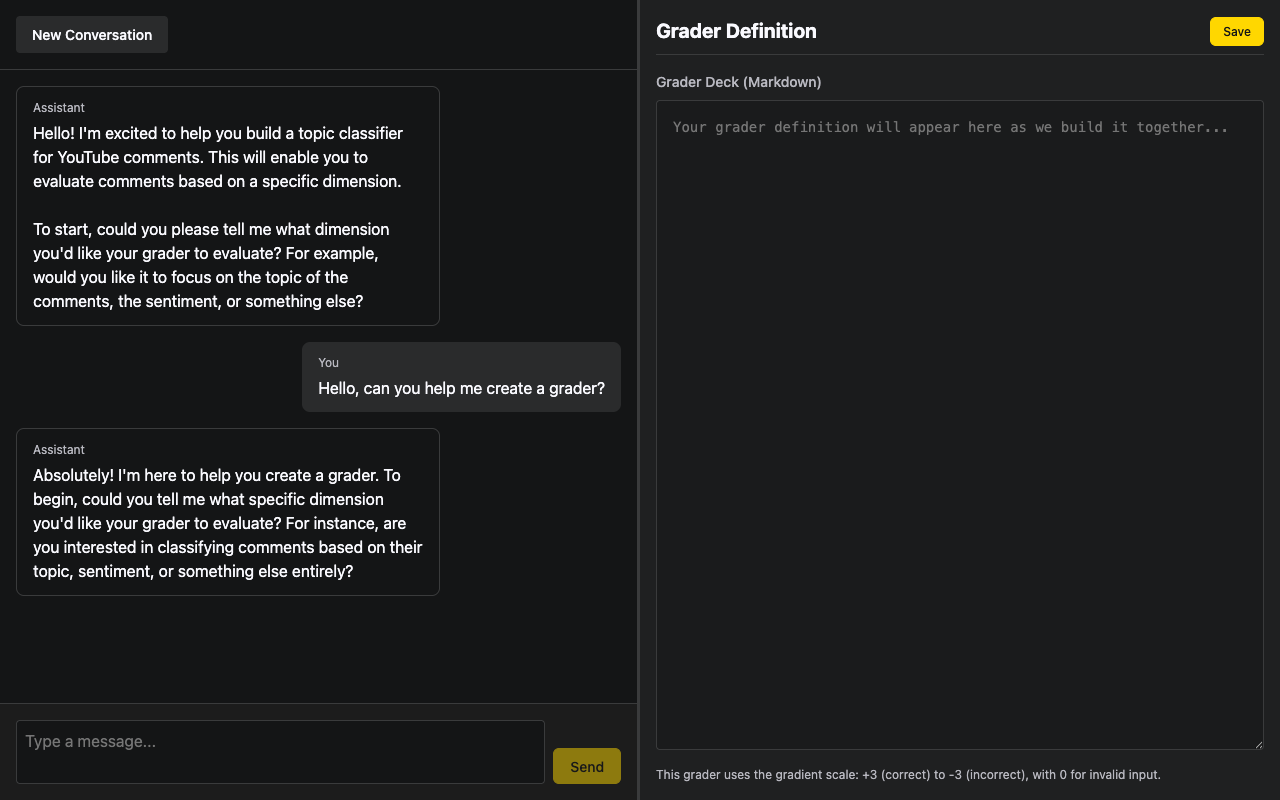 New Conversation
Assistant
Hello! I'm excited to help you build a topic classifier
for YouTube comments. This will enable you to
evaluate comments based on a specific dimension.
To start, could you please tell me what dimension
you'd like your grader to evaluate? For example,
would you like it to focus on the topic of the
comments, the sentiment, or something else?
You
Hello, can you help me create a grader?
Assistant
Absolutely! I'm here to help you create a grader. To
begin, could you tell me what specific dimension
you'd like your grader to evaluate? For instance, are
you interested in classifying comments based on their
topic, sentiment, or something else entirely?
Type a message...
Send
Grader Definition
Save
Grader Deck (Markdown)
Your grader definition will appear here as we build it together...
This grader uses the gradient scale: +3 (correct) to -3 (incorrect), with 0 for invalid input.